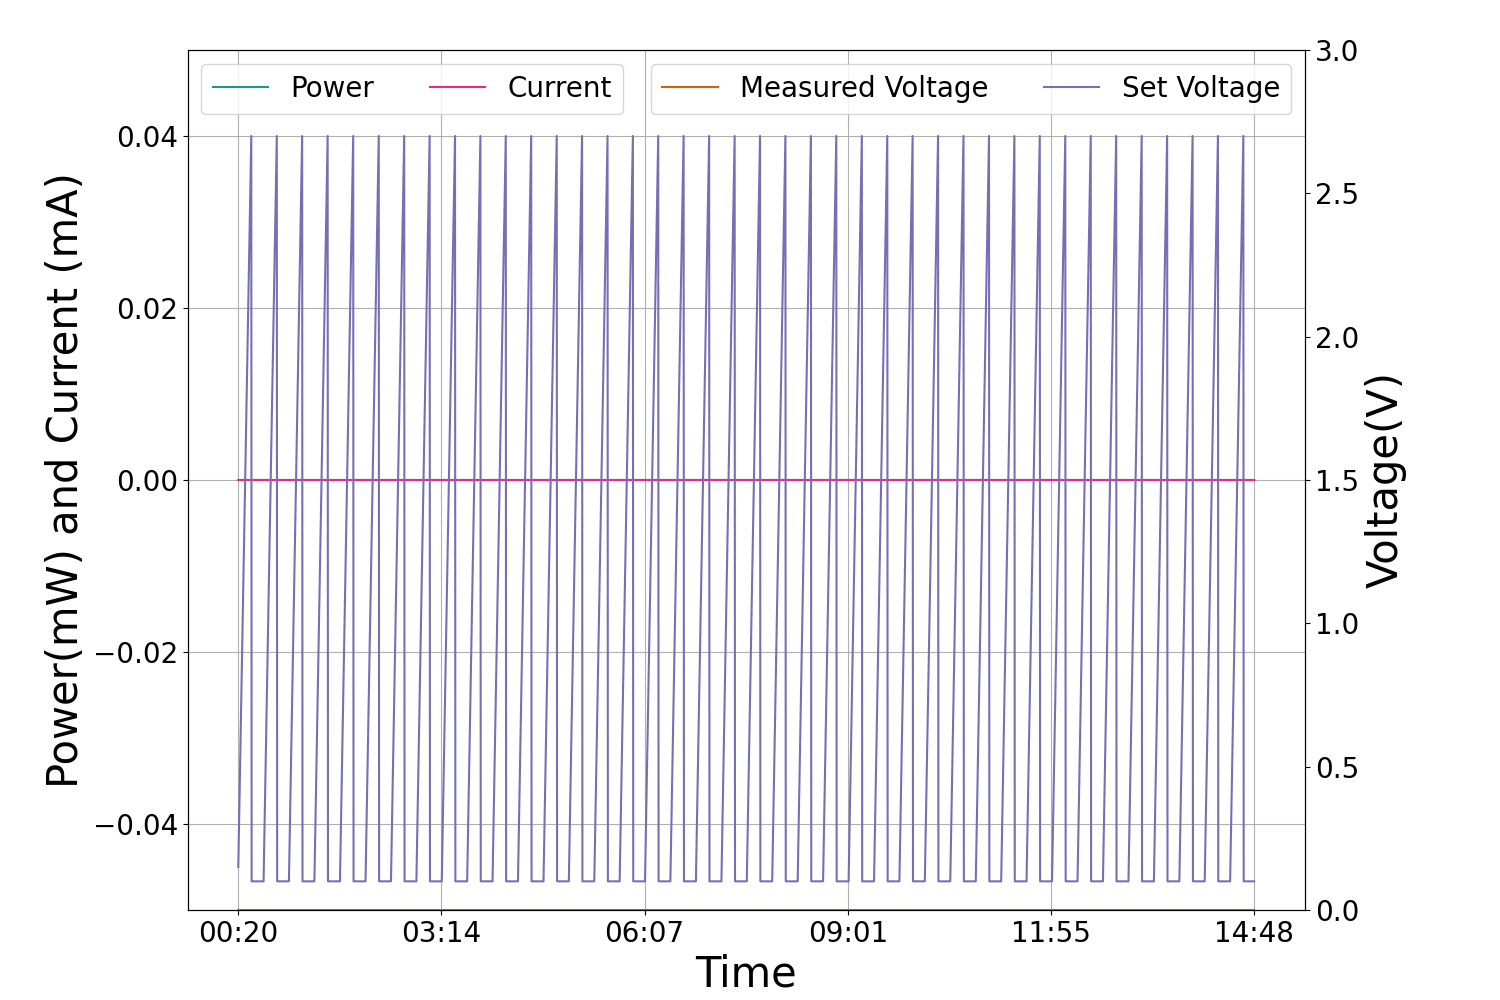 Power Current Measured Voltage Set Voltage
Power(mW) and Current (mA)
0.04
0.02
0.00
−0.02
−0.04
3.0
2.5
2.0
1.5
1.0
0.5
0.0
Voltage(V)
00:20 03:14 06:07 09:01 11:55 14:48
Time